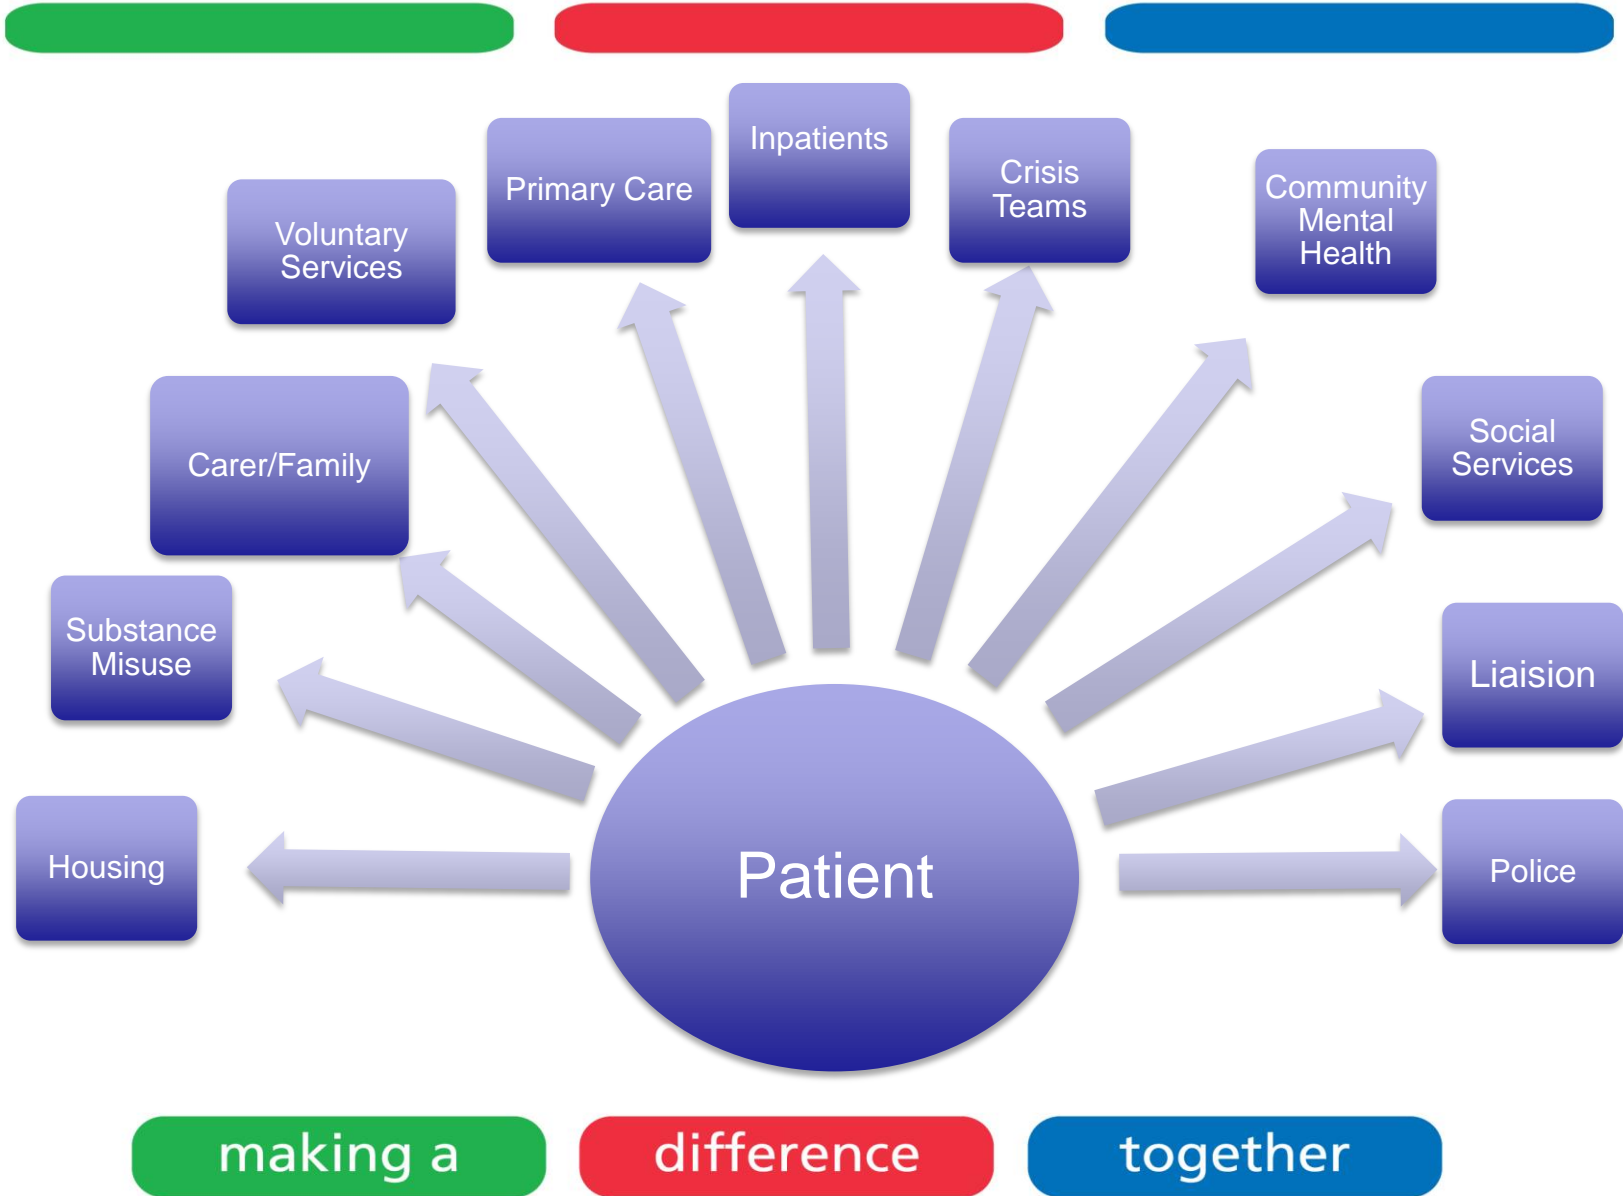 Inpatients
Primary Care
Crisis
Teams
Community
Mental
Health
Voluntary
Services
Carer/Family
Social
Services
Substance
Misuse
Liaision
Housing
Patient
Police
making a
difference
together